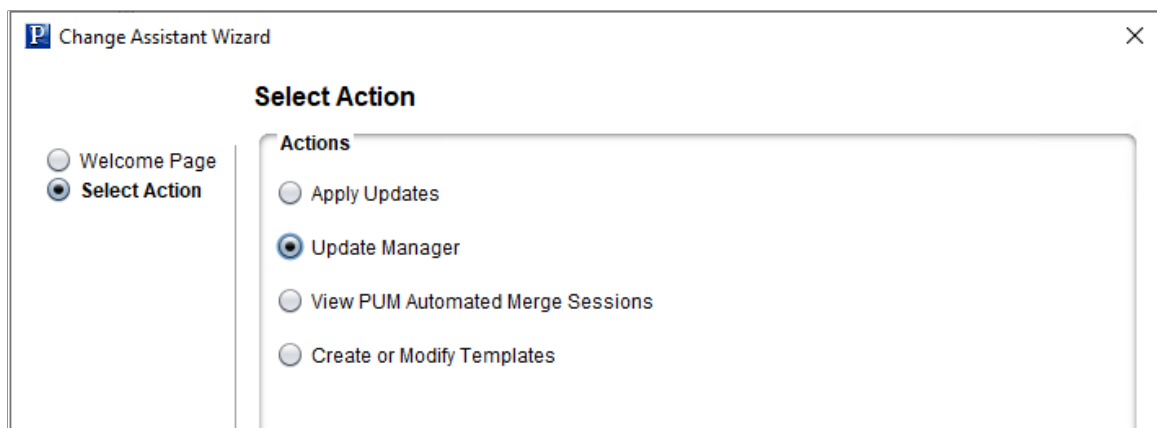 P Change Assistant Wizard
Select Action
Welcome Page
Select Action
Actions
Apply Updates
Update Manager
View PUM Automated Merge Sessions
Create or Modify Templates